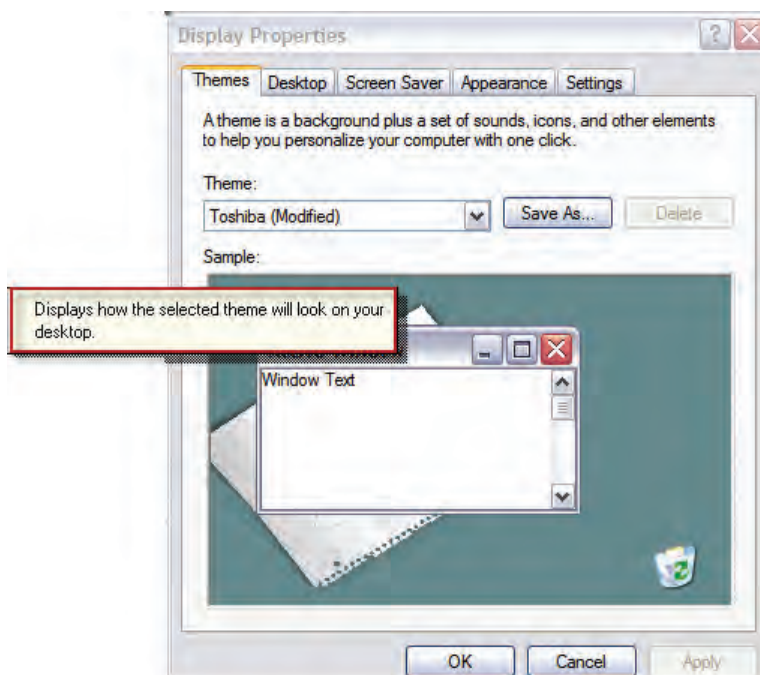 Display Properties
Themes Desktop Screen Saver Appearance Settings
A theme is a background plus a set of sounds, icons, and other elements
to help you personalize your computer with one click.
Theme:
Toshiba (Modified) Save As... Delete
Sample:
Displays how the selected theme will look on your
desktop.
Window Text
OK Cancel Apply